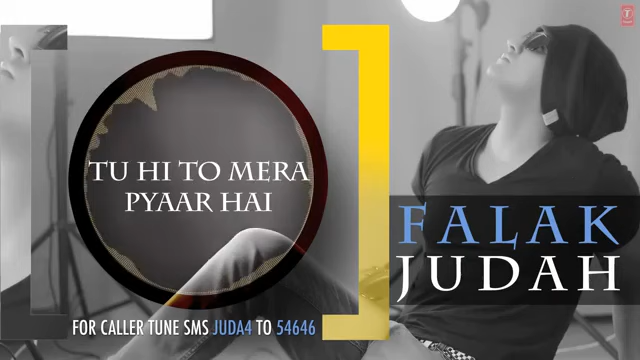 TU HI TO MERA
PYAAR HAI
FALAK
JUDAH
FOR CALLER TUNE SMS JUDA4 TO 54646